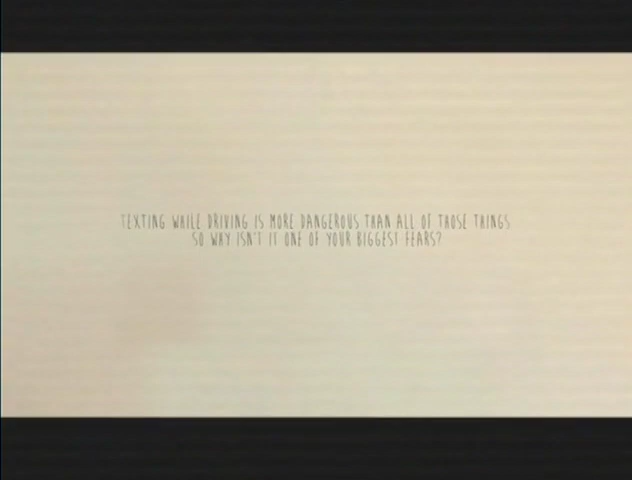 TEXTING WHILE DRIVING IS MORE DANGEROUS THAN ALL OF THOSE THINGS
SO WHY ISN'T IT ONE OF YOUR BIGGEST FEARS?